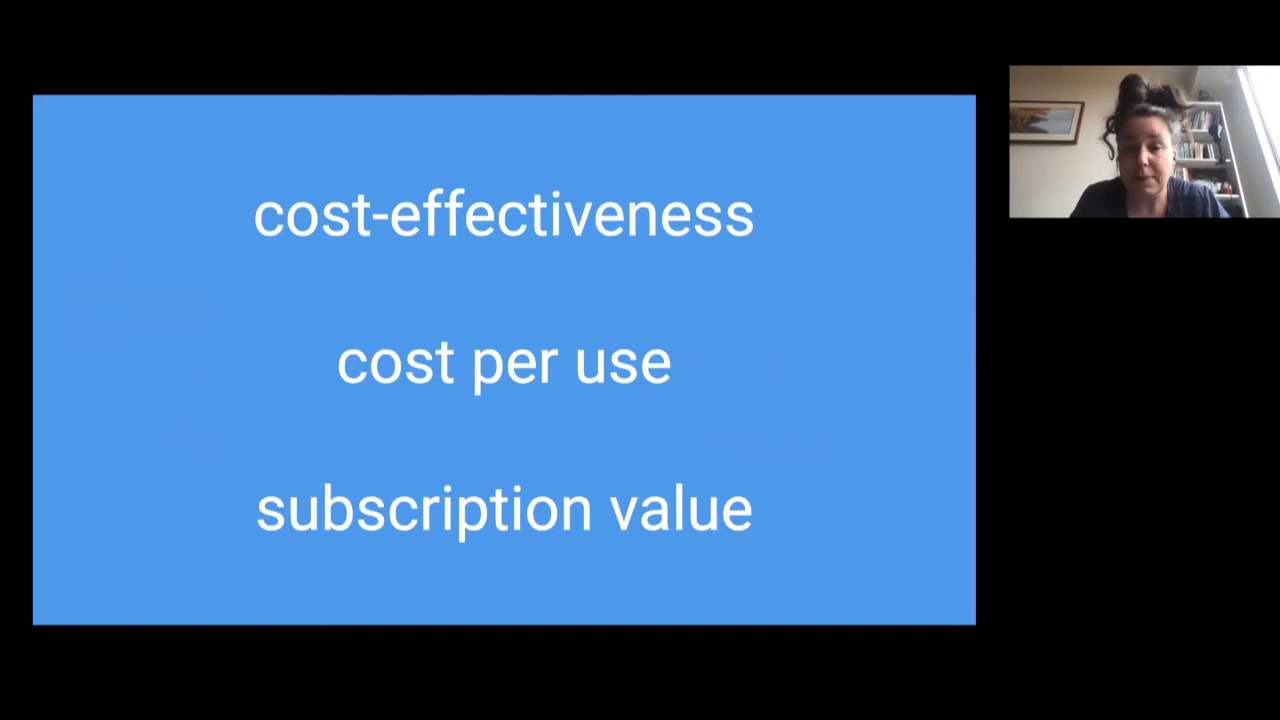 cost-effectiveness
cost per use
subscription value